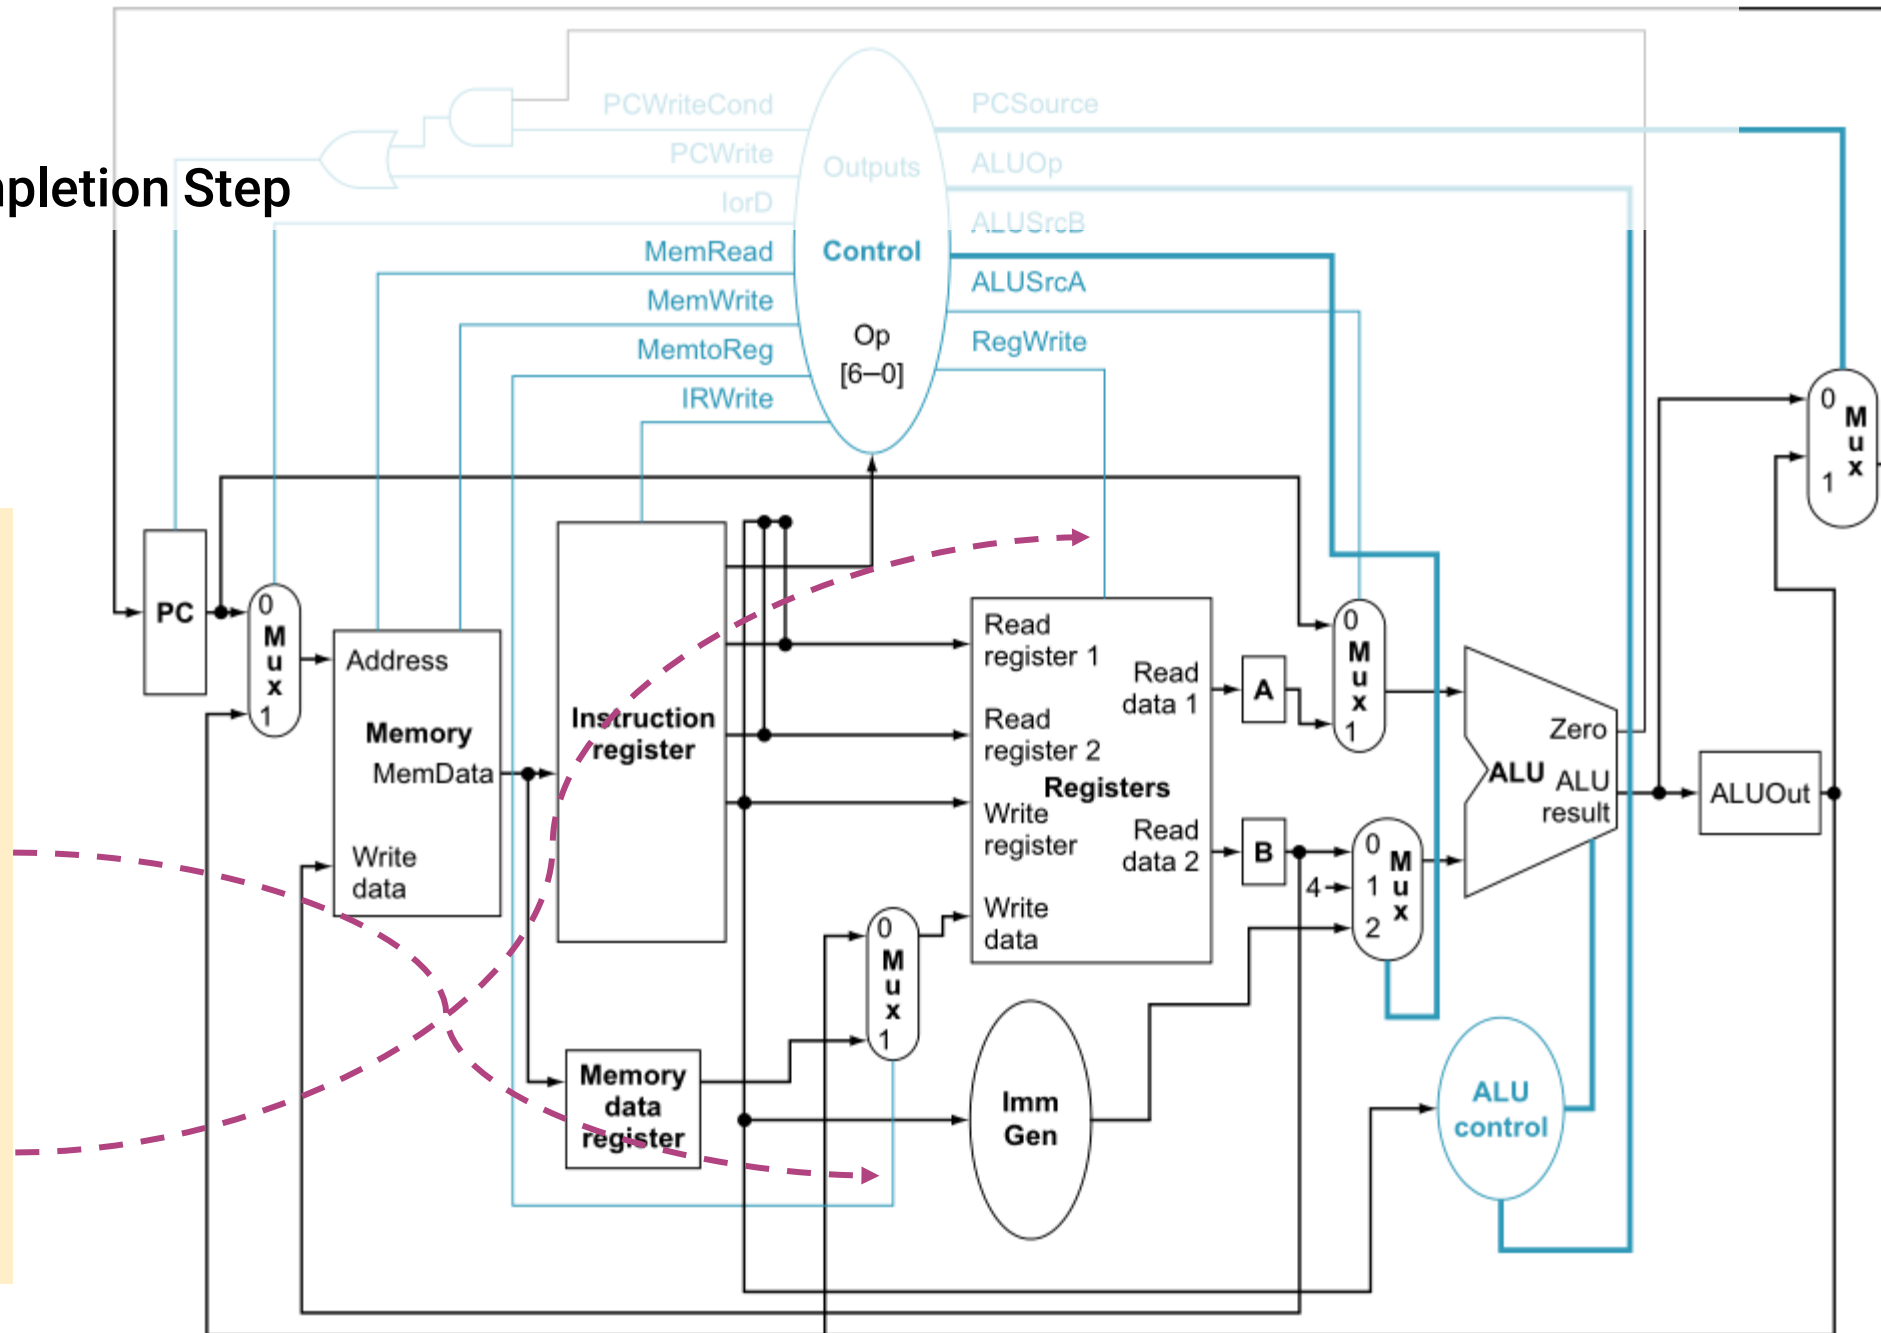 PCWriteCond
PCSource
PCWrite
Outputs
ALUOp
pletion Step
IorD
ALUSrcB
MemRead
Control
ALUSrcA
MemWrite
Op
RegWrite
MemtoReg
[6–0]
IRWrite
0
M
u
x
1
PC
0
M
u
x
1
Address
Memory
MemData
Write
data
Instruction
register
Read
register 1
Read
data 1
Read
register 2
Registers
Write
register
Read
data 2
Write
data
A
B
4
0
M
u
x
1
0
1
2
M
u
x
Zero
ALU
ALU
result
ALUOut
0
M
u
x
1
Memory
data
register
Imm
Gen
ALU
control